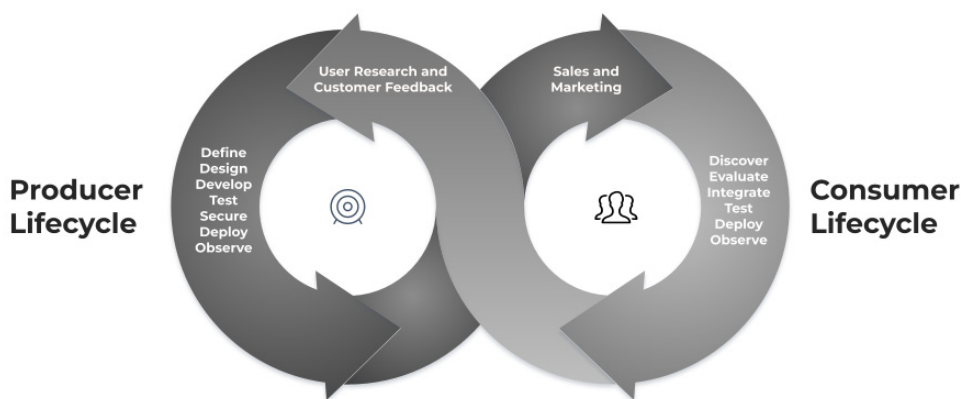 Producer
Lifecycle
Define
Design
Develop
Test
Secure
Deploy
Observe
User Research and
Customer Feedback
Sales and
Marketing
Discover
Evaluate
Integrate
Test
Deploy
Observe
Consumer
Lifecycle